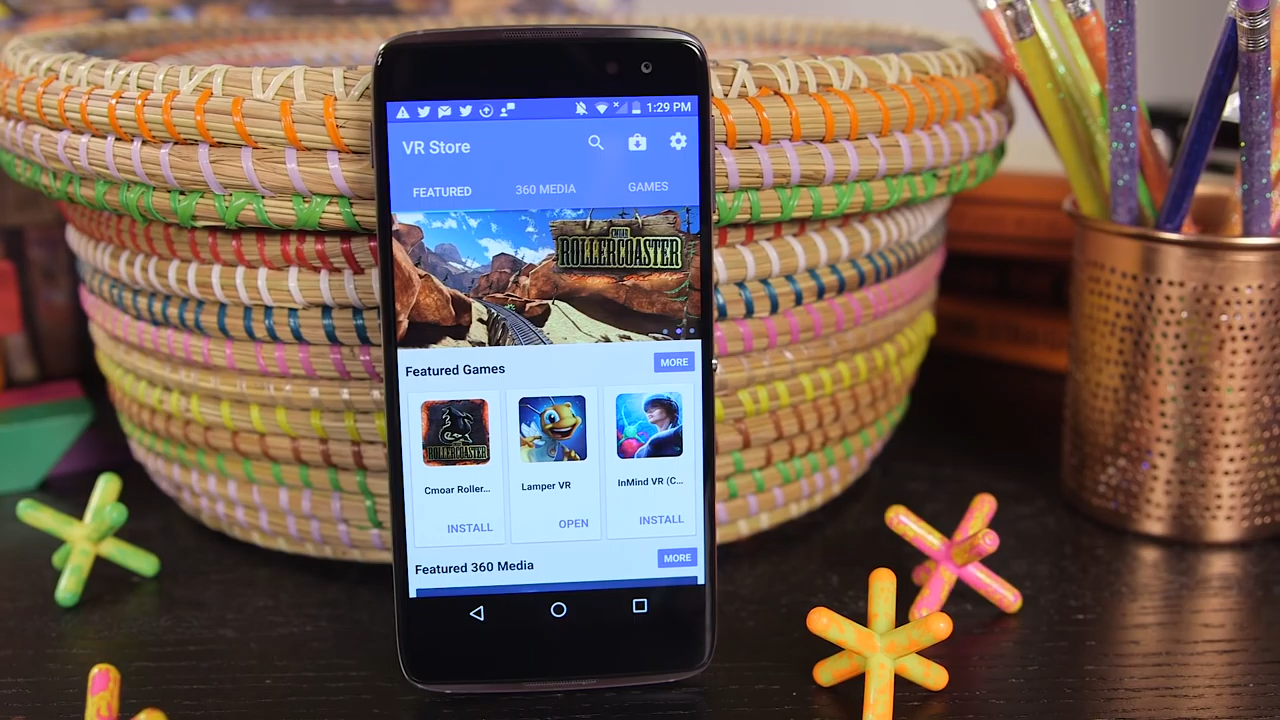 1:29 PM
VR Store
FEATURED 360 MEDIA GAMES
CMOAR
ROLLERCOASTER
Featured Games MORE
ROLLERCOASTER
Cmoar Roller... Lamper VR InMind VR (C...
INSTALL OPEN INSTALL
Featured 360 Media MORE